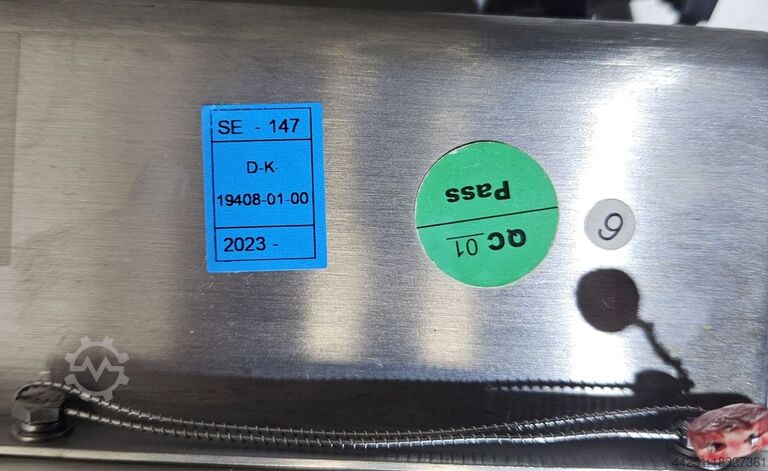 SE - 147
D-K-
19408-01-00
2023 -
QC 01
Pass
6